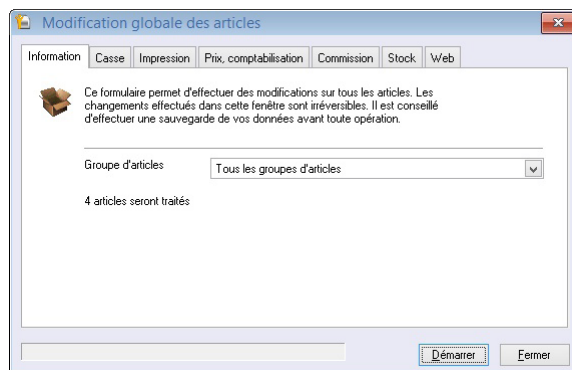 Modification globale des articles
Information Casse Impression Prix, comptabilisation Commission Stock Web
Ce formulaire permet d'effectuer des modifications sur tous les articles. Les
changements effectués dans cette fenêtre sont irréversibles. Il est conseillé
d'effectuer une sauvegarde de vos données avant toute opération.
Groupe d'articles Tous les groupes d'articles
4 articles seront traités
Démarrer Fermer